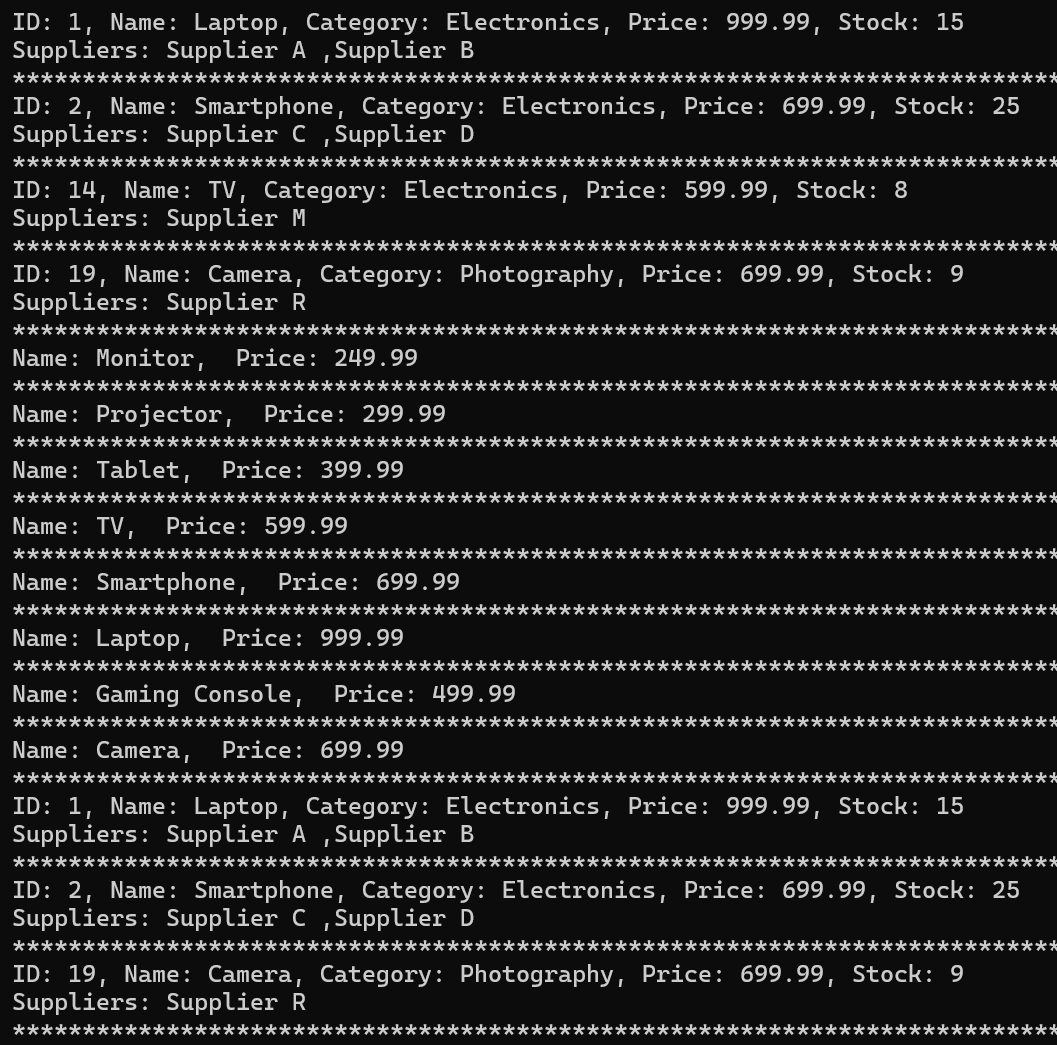 ID: 1, Name: Laptop, Category: Electronics, Price: 999.99, Stock: 15
Suppliers: Supplier A ,Supplier B
***************************************************************************
ID: 2, Name: Smartphone, Category: Electronics, Price: 699.99, Stock: 25
Suppliers: Supplier C ,Supplier D
***************************************************************************
ID: 14, Name: TV, Category: Electronics, Price: 599.99, Stock: 8
Suppliers: Supplier M
***************************************************************************
ID: 19, Name: Camera, Category: Photography, Price: 699.99, Stock: 9
Suppliers: Supplier R
***************************************************************************
Name: Monitor,  Price: 249.99
***************************************************************************
Name: Projector,  Price: 299.99
***************************************************************************
Name: Tablet,  Price: 399.99
***************************************************************************
Name: TV,  Price: 599.99
***************************************************************************
Name: Smartphone,  Price: 699.99
***************************************************************************
Name: Laptop,  Price: 999.99
***************************************************************************
Name: Gaming Console,  Price: 499.99
***************************************************************************
Name: Camera,  Price: 699.99
***************************************************************************
ID: 1, Name: Laptop, Category: Electronics, Price: 999.99, Stock: 15
Suppliers: Supplier A ,Supplier B
***************************************************************************
ID: 2, Name: Smartphone, Category: Electronics, Price: 699.99, Stock: 25
Suppliers: Supplier C ,Supplier D
***************************************************************************
ID: 19, Name: Camera, Category: Photography, Price: 699.99, Stock: 9
Suppliers: Supplier R
***************************************************************************